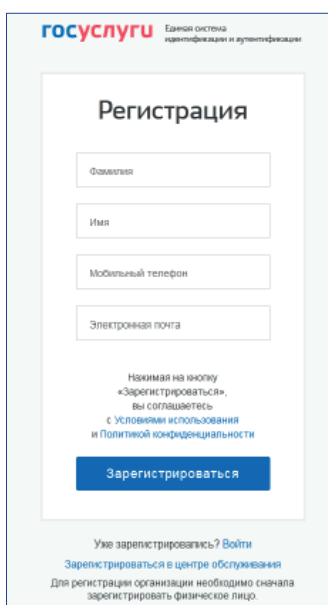 госуслуги
Единая система
идентификации и аутентификации
Регистрация
Фамилия
Имя
Мобильный телефон
Электронная почта
Нажимая на кнопку
«Зарегистрироваться»,
вы соглашаетесь
с Условиями использования
и Политикой конфиденциальности
Зарегистрироваться
Уже зарегистрировались? Войти
Зарегистрироваться в центре обслуживания
Для регистрации организации необходимо сначала
зарегистрировать физическое лицо.